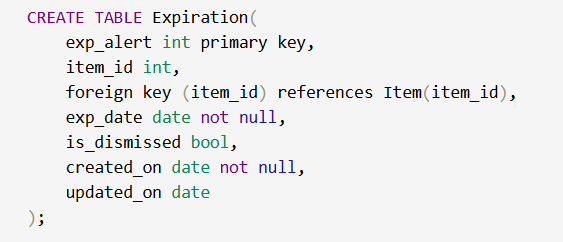 CREATE TABLE Expiration(
    exp_alert int primary key,
    item_id int,
    foreign key (item_id) references Item(item_id),
    exp_date date not null,
    is_dismissed bool,
    created_on date not null,
    updated_on date
);